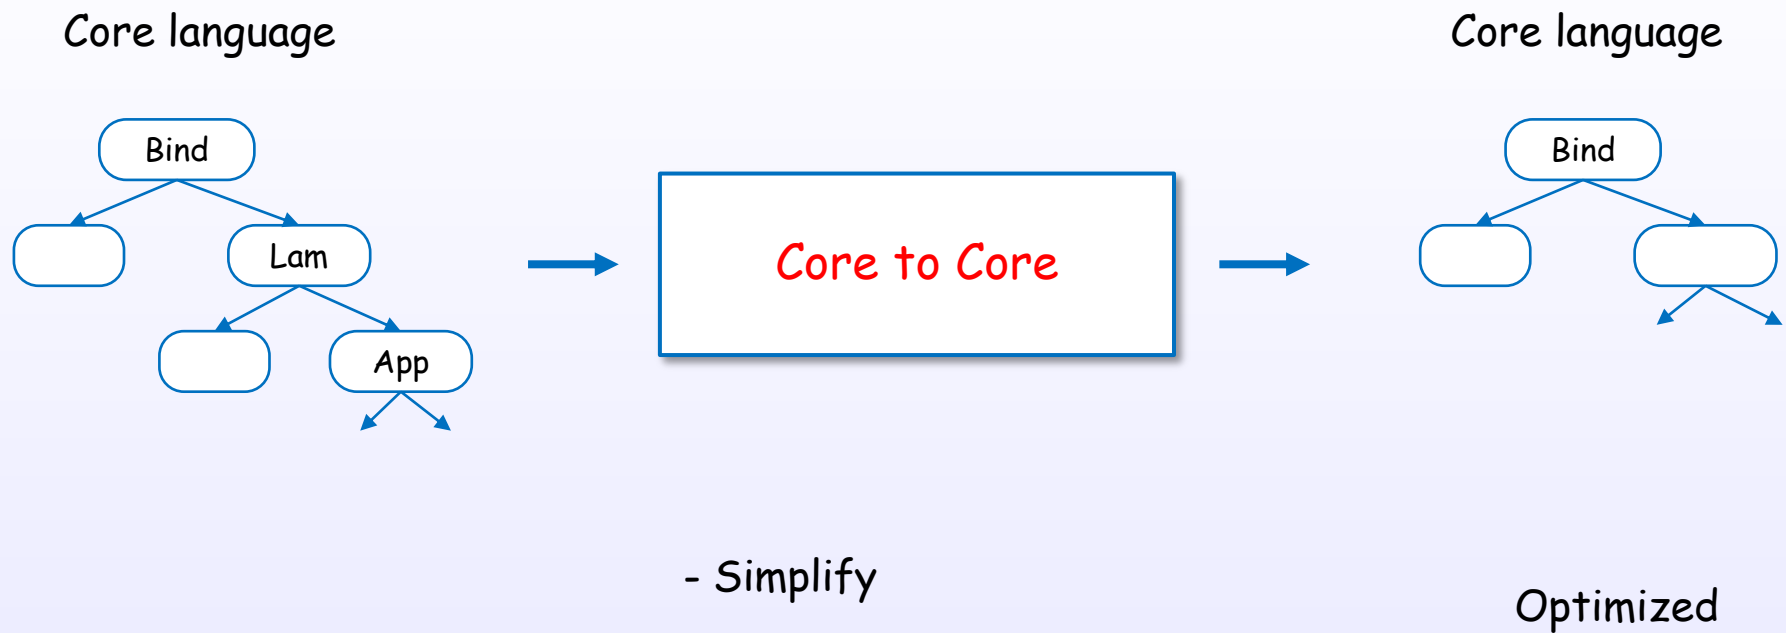 Core language
Core language
Bind
Bind
Lam
Core to Core
App
- Simplify
Optimized